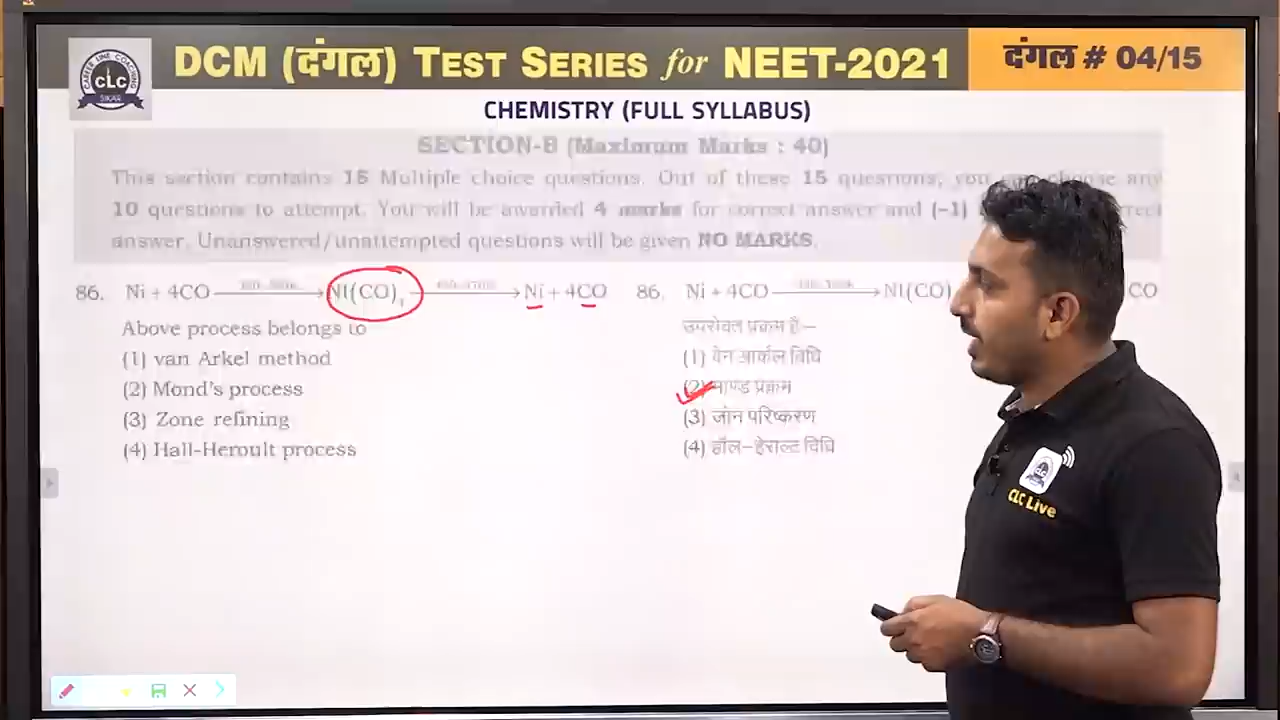 DCM (दंगल) TEST SERIES for NEET-2021
दंगल # 04/15
CAREER LINE COACHING
CLC
SIKAR
CHEMISTRY (FULL SYLLABUS)
SECTION-B (Maximum Marks : 40)
This section contains 15 Multiple choice questions. Out of these 15 questions, you can choose any
10 questions to attempt. You will be awarded 4 marks for correct answer and (–1)
answer. Unanswered/unattempted questions will be given NO MARKS.
86. Ni + 4CO → Ni(CO)₄ → Ni + 4CO
Above process belongs to
(1) van Arkel method
(2) Mond's process
(3) Zone refining
(4) Hall-Heroult process
86. Ni + 4CO → Ni(CO) CO
उपरोक्त प्रक्रम है:–
(1) वेन आर्कल विधि
(2) माण्ड प्रक्रम
(3) जोन परिष्करण
(4) हॉल–हेराल्ट विधि
CLC
CLC Live